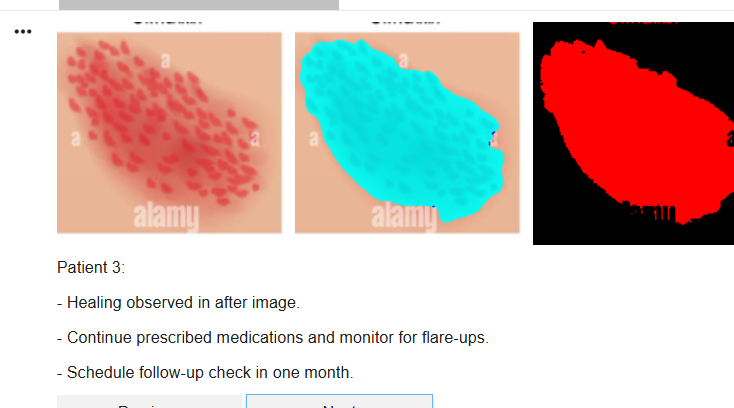 a
a
a
alamy
a
a
a
alamy
Patient 3:
- Healing observed in after image.
- Continue prescribed medications and monitor for flare-ups.
- Schedule follow-up check in one month.